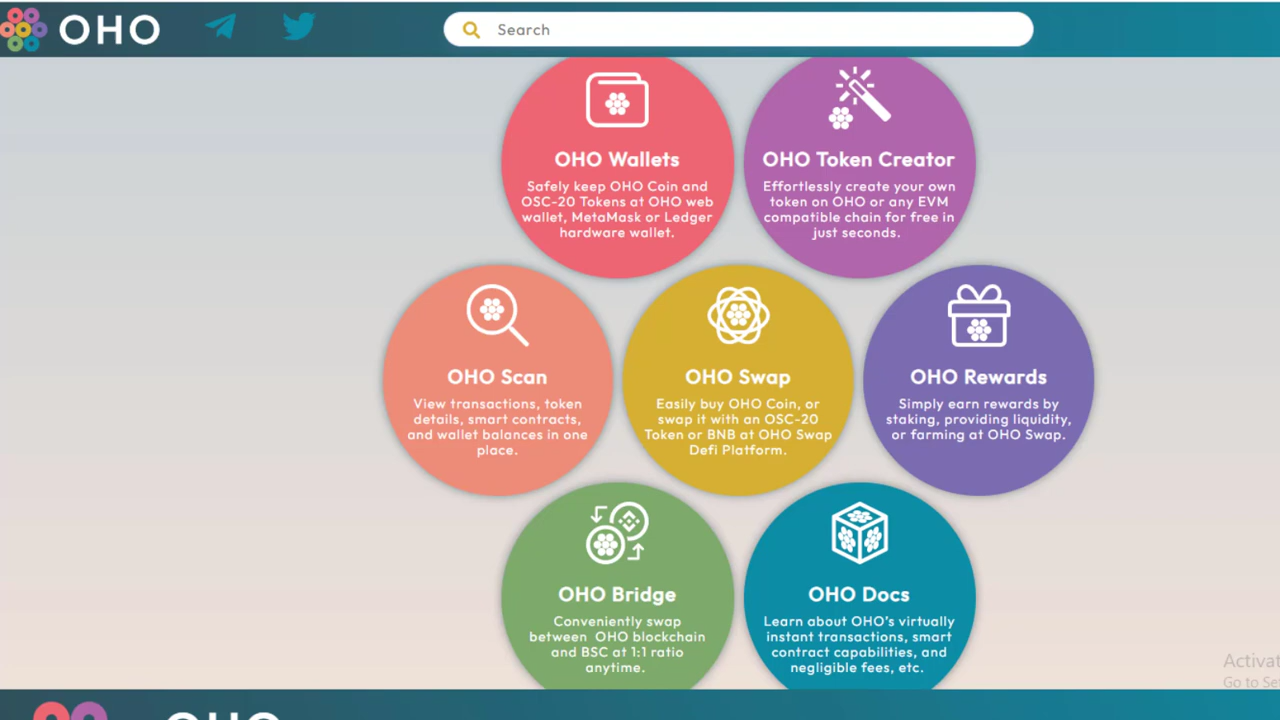 OHO
Search
OHO Wallets
Safely keep OHO Coin and
OSC-20 Tokens at OHO web
wallet, MetaMask or Ledger
hardware wallet.
OHO Token Creator
Effortlessly create your own
token on OHO or any EVM
compatible chain for free in
just seconds.
OHO Scan
View transactions, token
details, smart contracts,
and wallet balances in one
place.
OHO Swap
Easily buy OHO Coin, or
swap it with an OSC-20
Token or BNB at OHO Swap
Defi Platform.
OHO Rewards
Simply earn rewards by
staking, providing liquidity,
or farming at OHO Swap.
OHO Bridge
Conveniently swap
between OHO blockchain
and BSC at 1:1 ratio
anytime.
OHO Docs
Learn about OHO's virtually
instant transactions, smart
contract capabilities, and
negligible fees, etc.
Go to
OHO